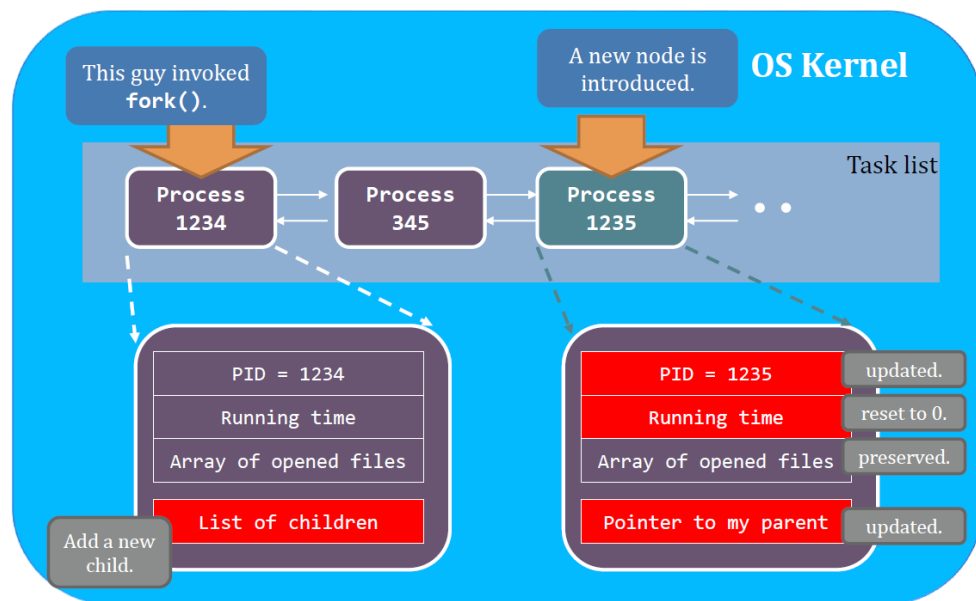 This guy invoked
fork().
A new node is
introduced.
OS Kernel
Task list
Process
1234
Process
345
Process
1235
PID = 1234
Running time
Array of opened files
List of children
Add a new
child.
PID = 1235
updated.
Running time
reset to 0.
Array of opened files
preserved.
Pointer to my parent
updated.